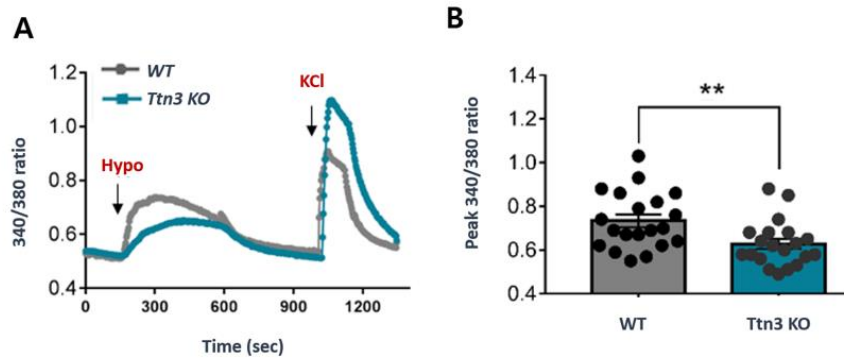 A
WT
Ttn3 KO
Hypo
KCl
340/380 ratio
1.2
1.0
0.8
0.6
0.4
0 300 600 900 1200
Time (sec)
B
**
Peak 340/380 ratio
1.4
1.2
1.0
0.8
0.6
0.4
WT Ttn3 KO